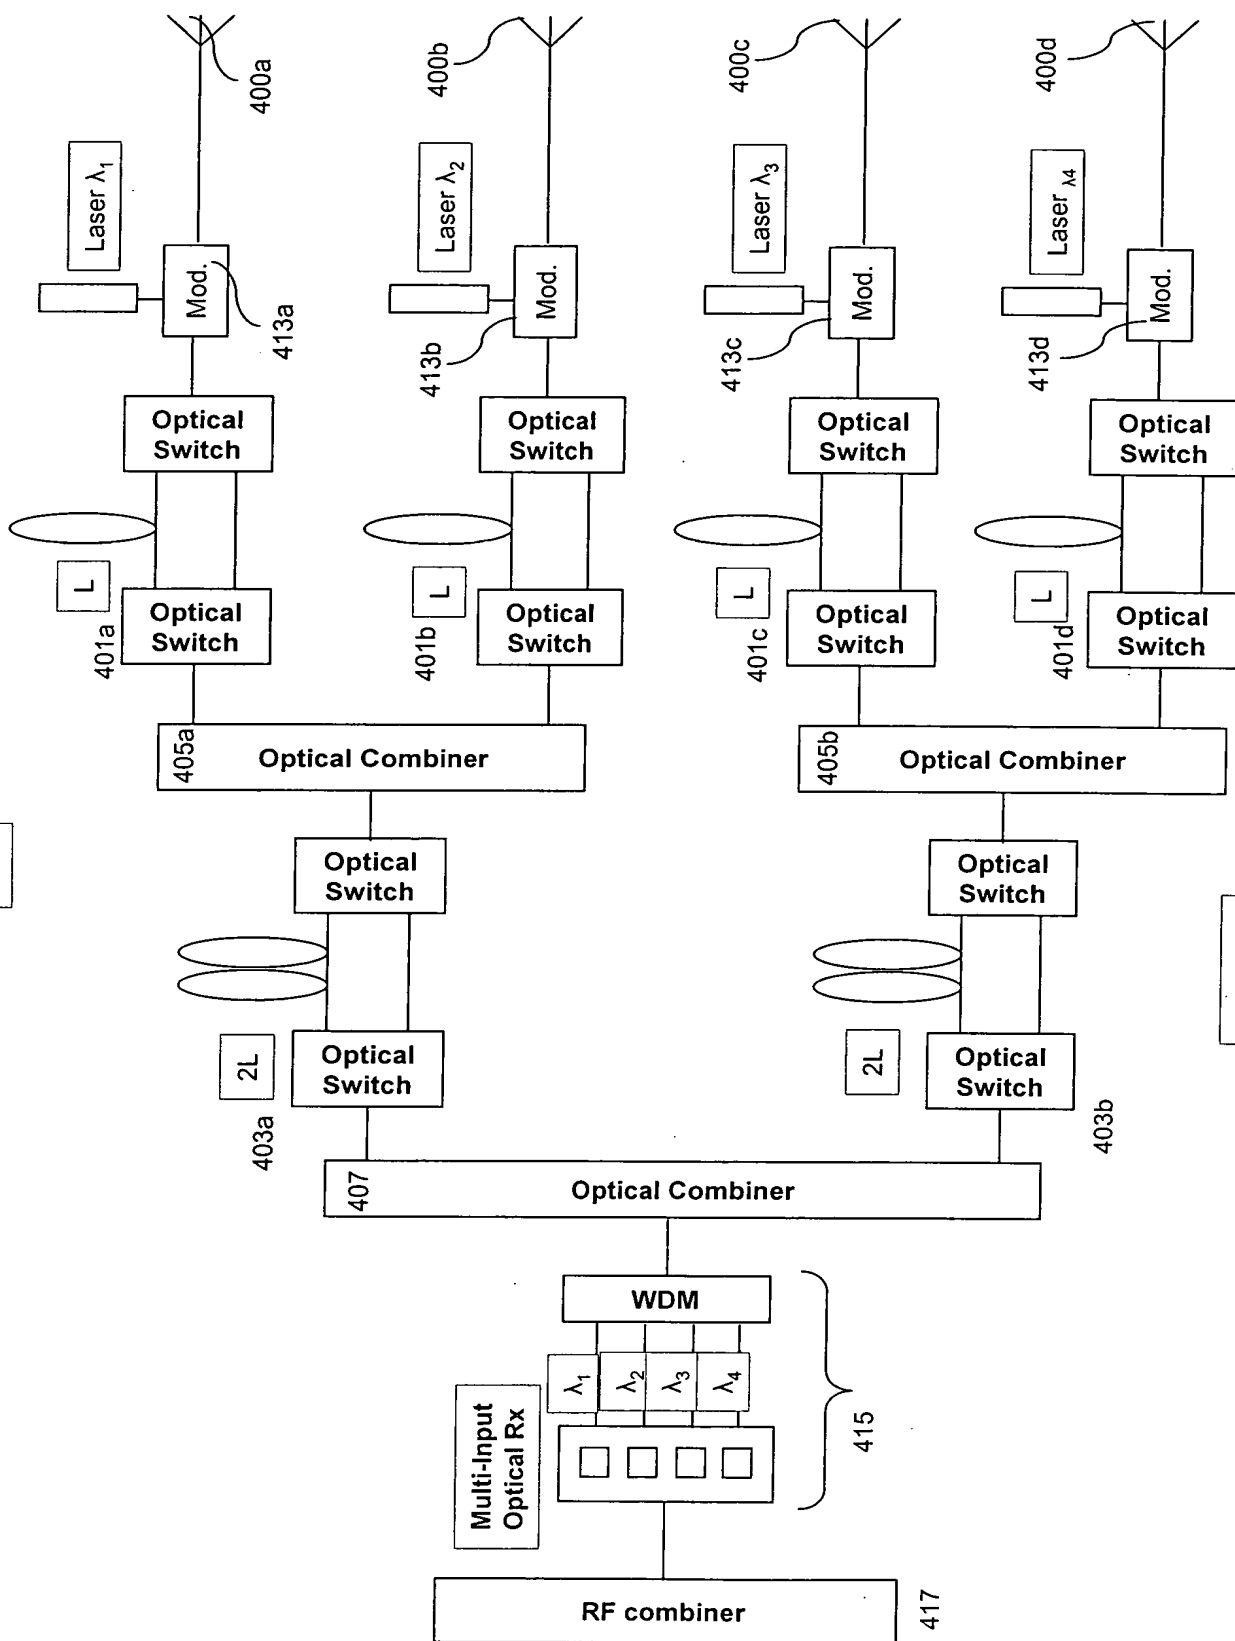 400a
400b
400c
400d
Laser λ1
Laser λ2
Laser λ3
Laser λ4
Mod.
Mod.
Mod.
Mod.
413a
413b
413c
413d
Optical
Switch
Optical
Switch
Optical
Switch
Optical
Switch
L
L
L
L
401a
401b
401c
401d
Optical
Switch
Optical
Switch
Optical
Switch
Optical
Switch
405a
Optical Combiner
405b
Optical Combiner
Optical
Switch
Optical
Switch
2L
2L
Optical
Switch
Optical
Switch
403a
403b
407
Optical Combiner
WDM
λ1
λ2
λ3
λ4
Multi-Input
Optical Rx
415
RF combiner
417